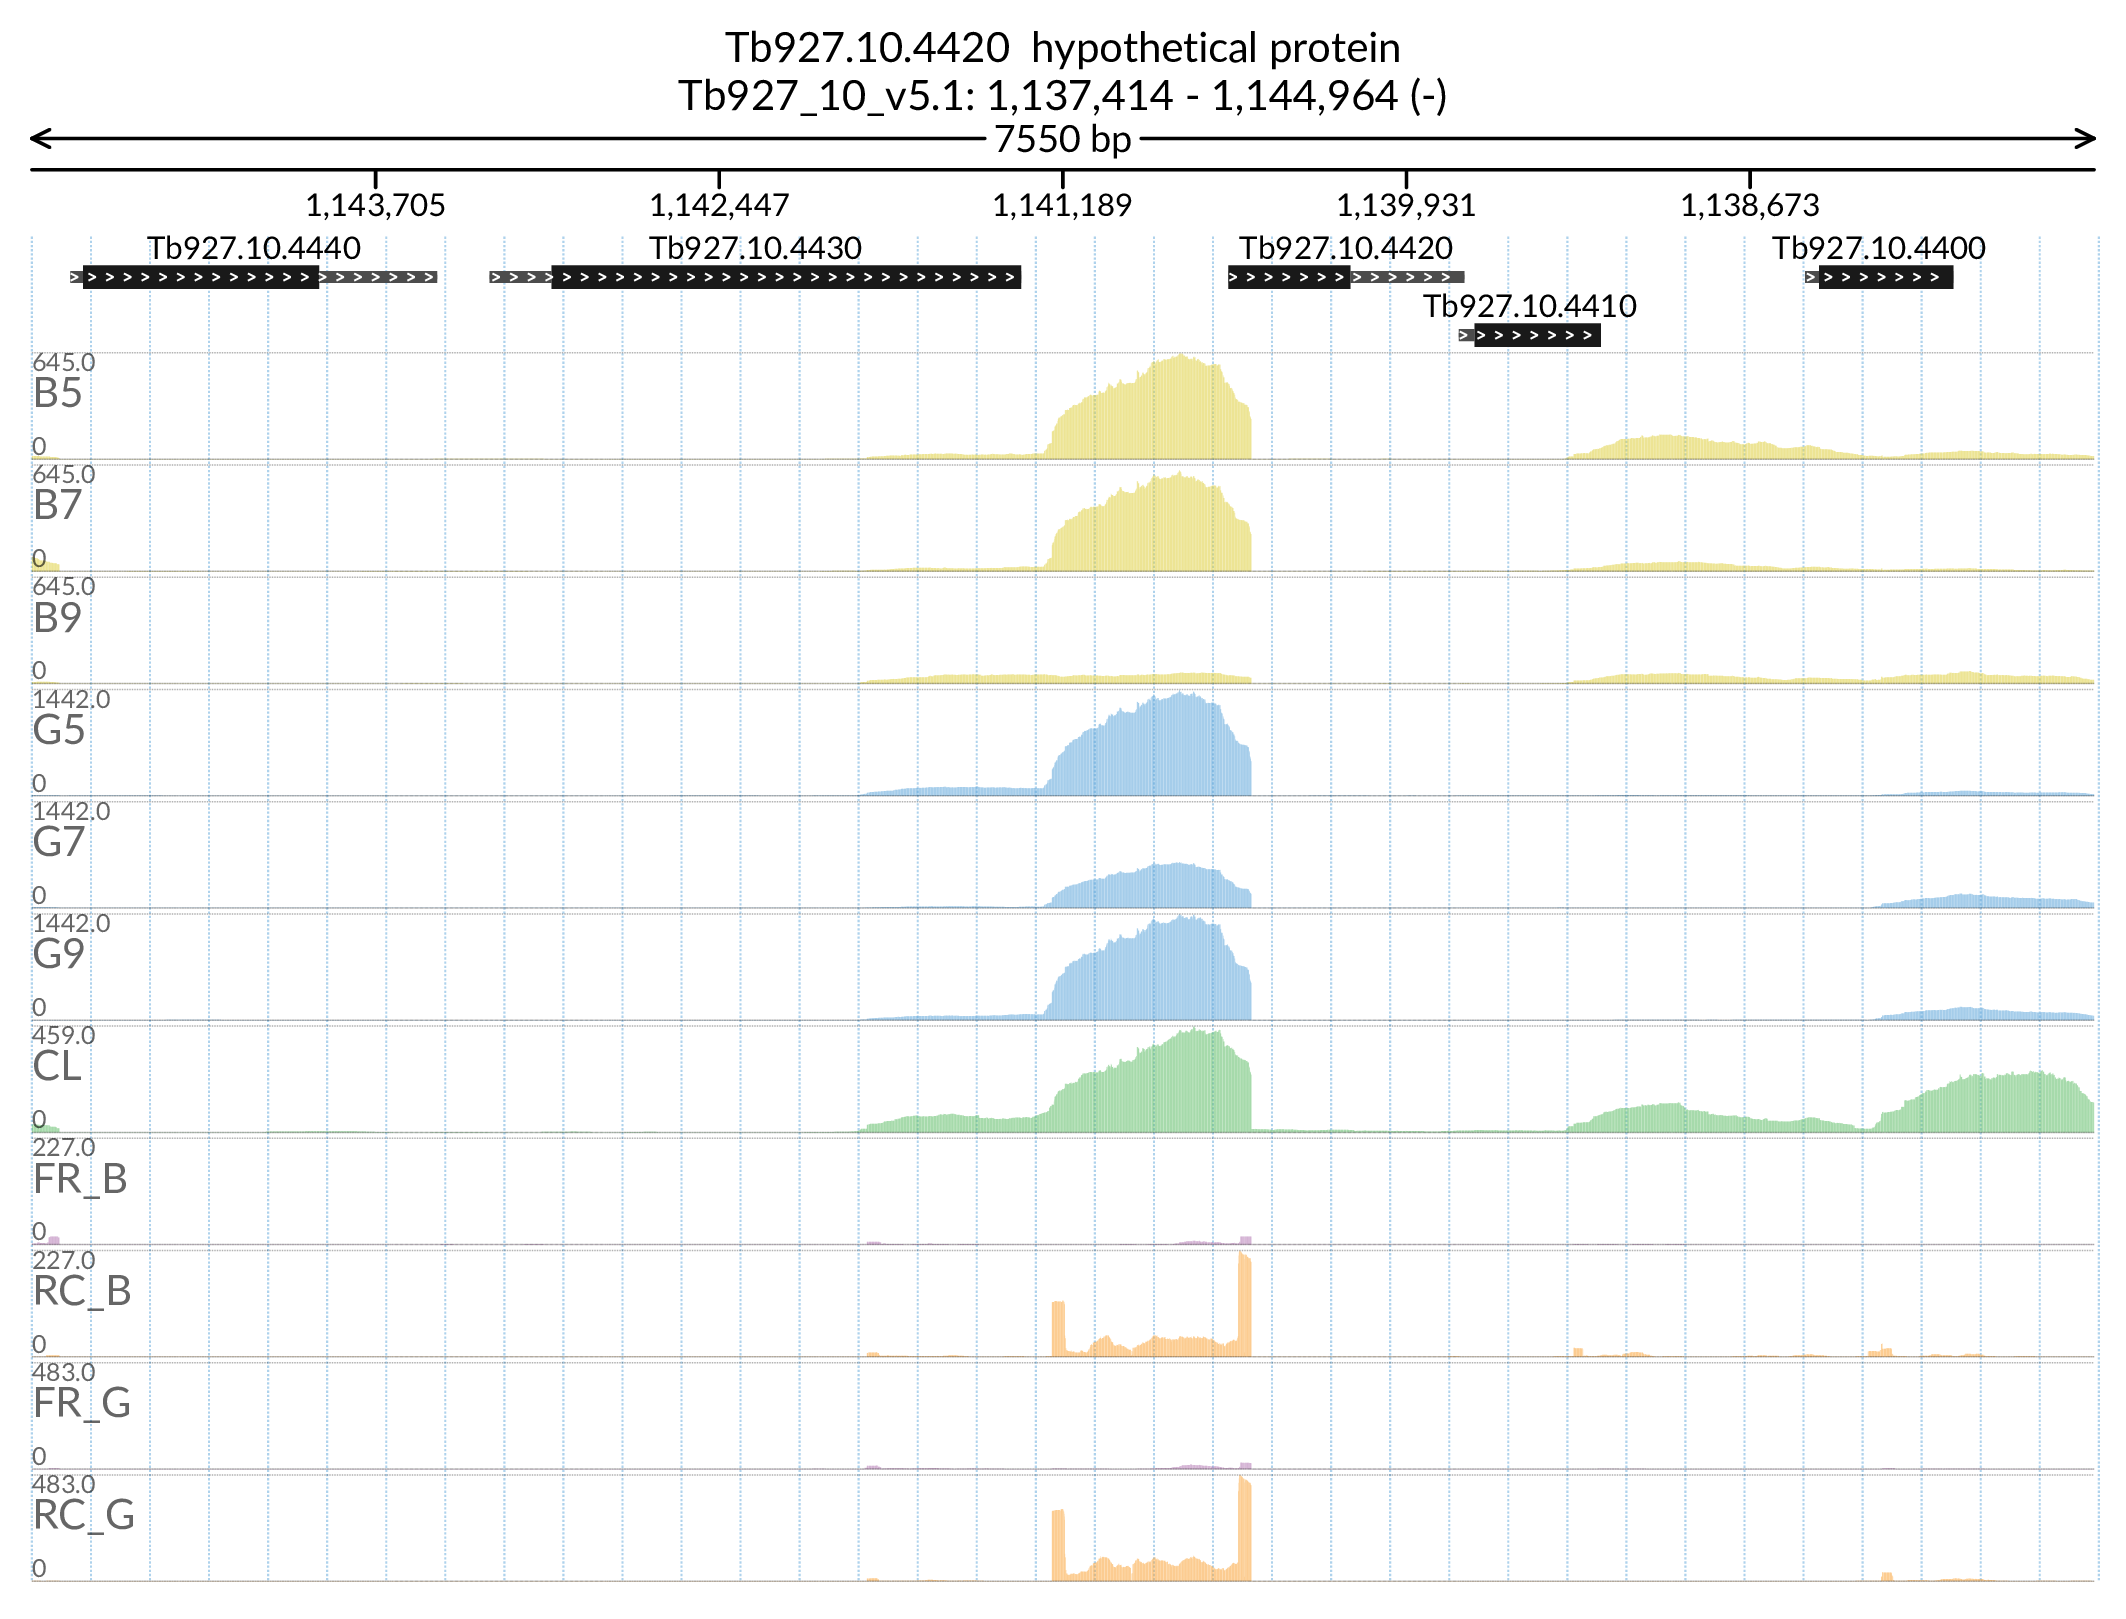 Tb927.10.4420  hypothetical protein
Tb927_10_v5.1: 1,137,414 - 1,144,964 (-)
7550 bp
1,143,705 1,142,447 1,141,189 1,139,931 1,138,673
Tb927.10.4440 Tb927.10.4430 Tb927.10.4420 Tb927.10.4400
Tb927.10.4410
645.0
B5
0
645.0
B7
0
645.0
B9
0
1442.0
G5
0
1442.0
G7
0
1442.0
G9
0
459.0
CL
0
227.0
FR_B
0
227.0
RC_B
0
483.0
FR_G
0
483.0
RC_G
0